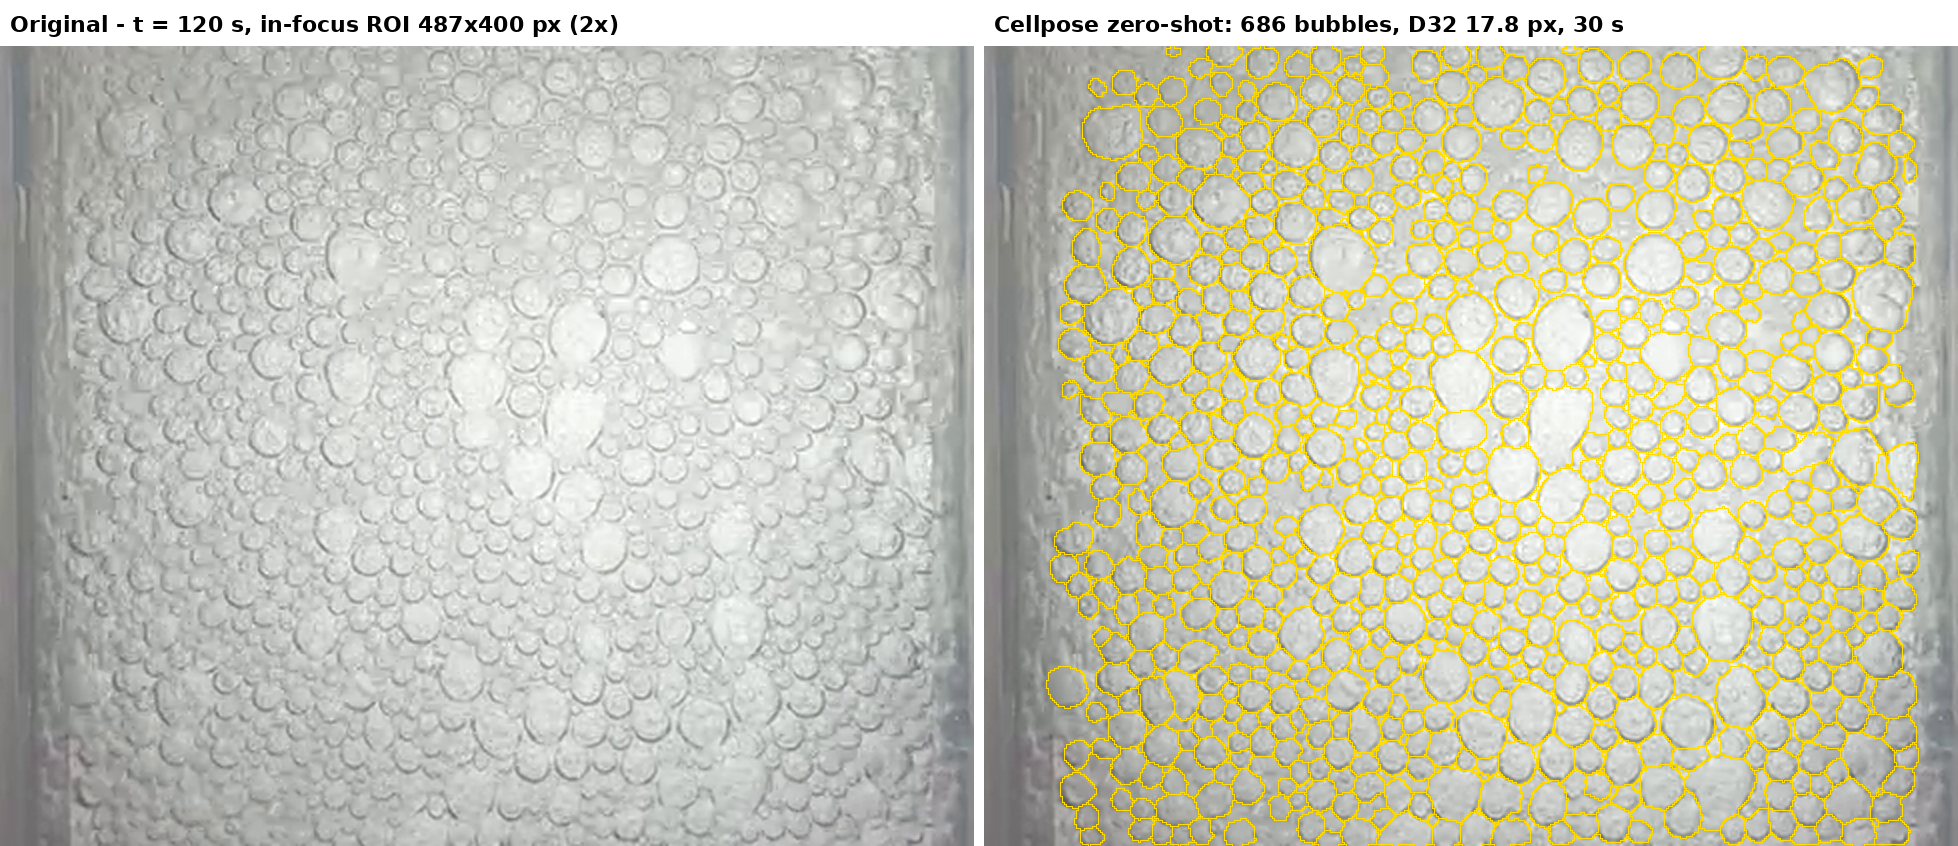 Original - t = 120 s, in-focus ROI 487x400 px (2x)
Cellpose zero-shot: 686 bubbles, D32 17.8 px, 30 s